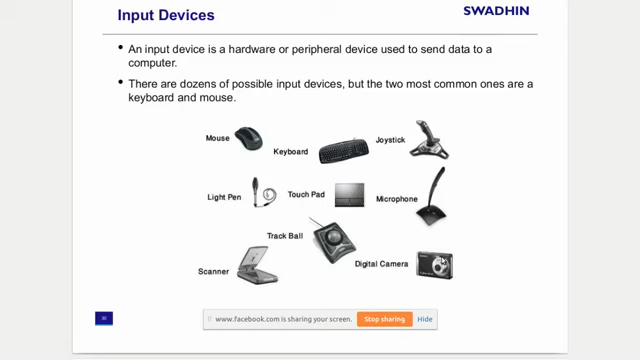 Input Devices
SWADHIN
• An input device is a hardware or peripheral device used to send data to a
computer.
• There are dozens of possible input devices, but the two most common ones are a
keyboard and mouse.
Mouse
Keyboard
Joystick
Light Pen
Touch Pad
Microphone
Track Ball
Digital Camera
Scanner
www.facebook.com is sharing your screen.
Stop sharing
Hide